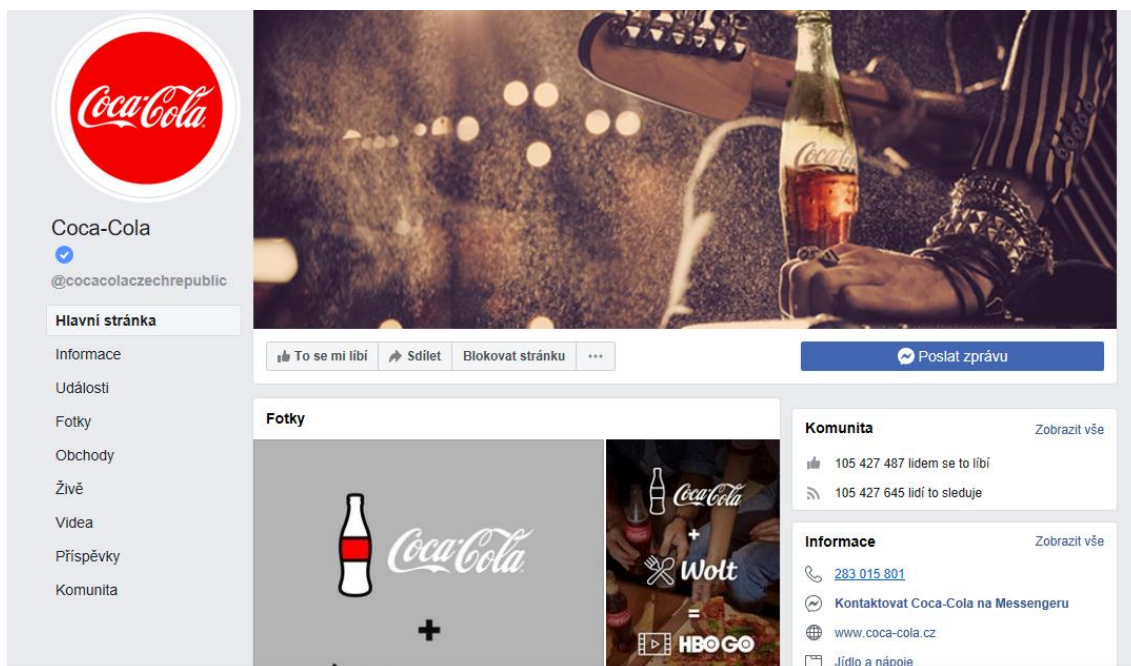 Coca-Cola
Coca-Cola
Coca-Cola
@cocacolaczechrepublic
Hlavní stránka
Informace
Události
Fotky
Obchody
Živě
Videa
Příspěvky
Komunita
To se mi líbí
Sdílet
Blokovat stránku
...
Poslat zprávu
Fotky
Coca-Cola
+
Coca-Cola
+
Wolt
=
HBO GO
Komunita
Zobrazit vše
105 427 487 lidem se to líbí
105 427 645 lidí to sleduje
Informace
Zobrazit vše
283 015 801
Kontaktovat Coca-Cola na Messengeru
www.coca-cola.cz
Jídlo a nápoje